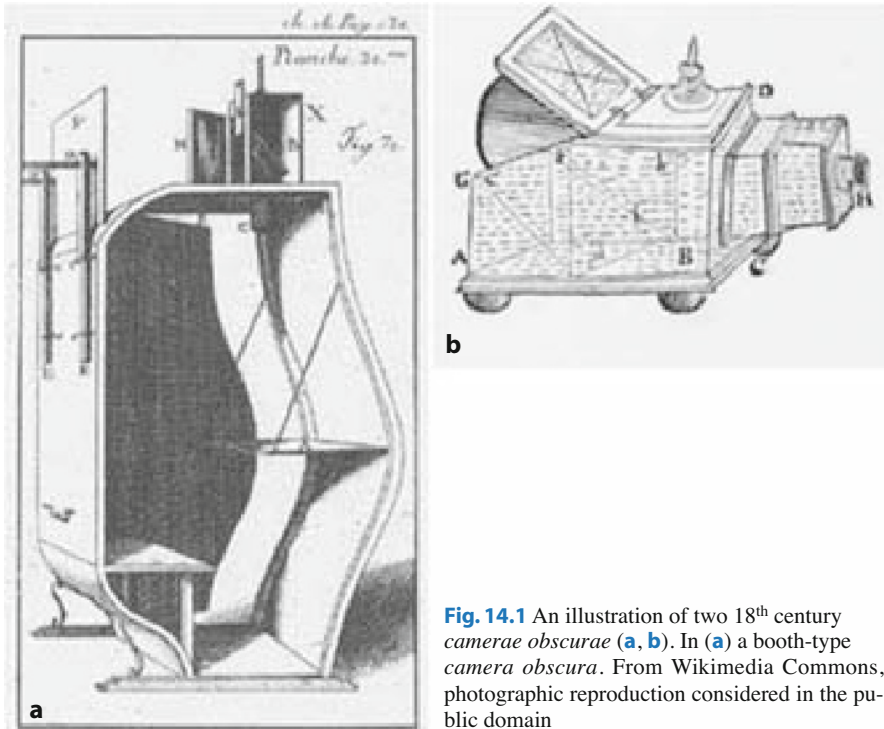 Planche. 2e.
Fig. 72.
X
a
G
D
H
A
B
C
b
Fig. 14.1 An illustration of two 18th century
camerae obscurae (a, b). In (a) a booth-type
camera obscura. From Wikimedia Commons,
photographic reproduction considered in the pu-
blic domain